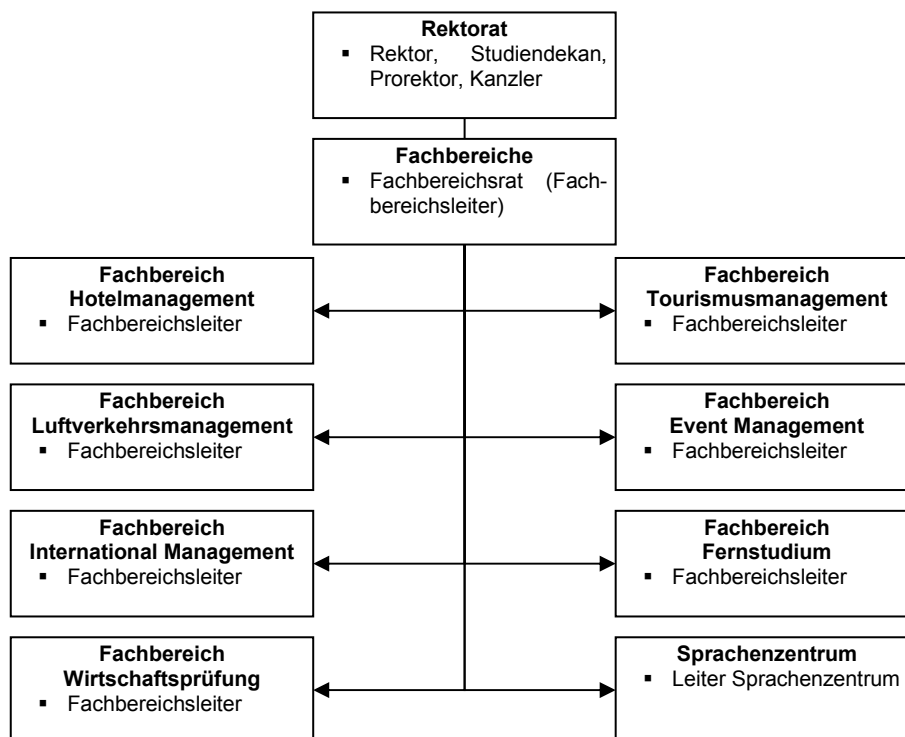 Rektorat
▪ Rektor, Studiendekan,
Prorektor, Kanzler
Fachbereiche
▪ Fachbereichsrat (Fach-
bereichsleiter)
Fachbereich
Hotelmanagement
▪ Fachbereichsleiter
Fachbereich
Tourismusmanagement
▪ Fachbereichsleiter
Fachbereich
Luftverkehrsmanagement
▪ Fachbereichsleiter
Fachbereich
Event Management
▪ Fachbereichsleiter
Fachbereich
International Management
▪ Fachbereichsleiter
Fachbereich
Fernstudium
▪ Fachbereichsleiter
Fachbereich
Wirtschaftsprüfung
▪ Fachbereichsleiter
Sprachenzentrum
▪ Leiter Sprachenzentrum